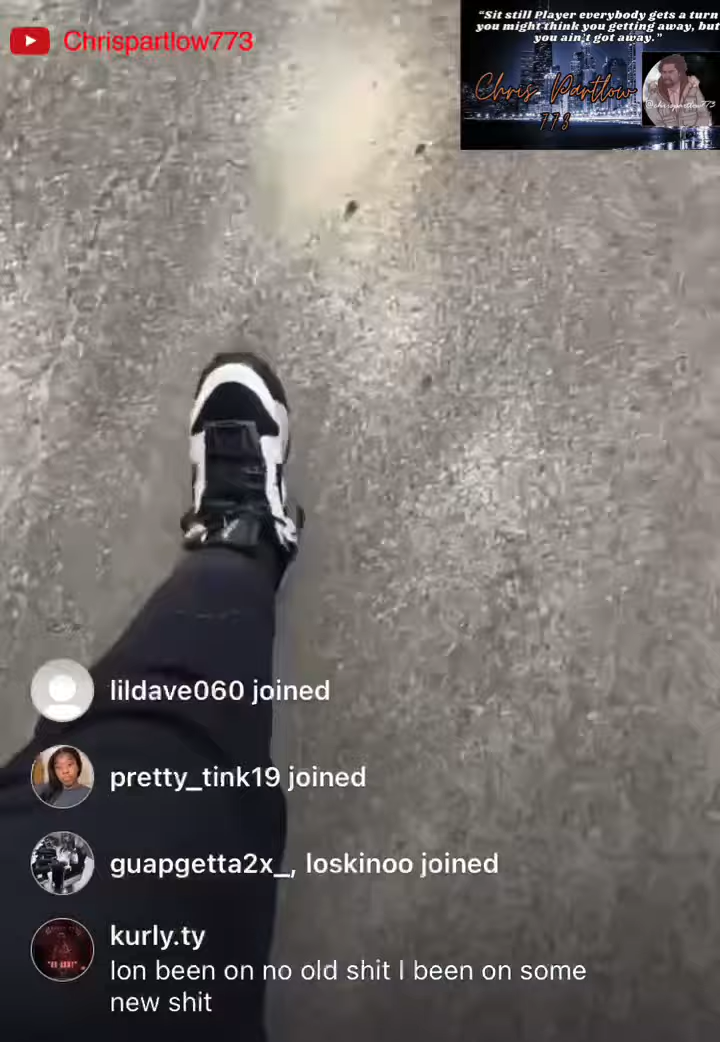 Chrispartlow773
"Sit still Player everybody gets a turn
you might think you getting away, but
you ain't got away."
Chris Partlow
773
@chrispartlow773
lildave060 joined
pretty_tink19 joined
guapgetta2x_, loskinoo joined
kurly.ty
Ion been on no old shit I been on some
new shit